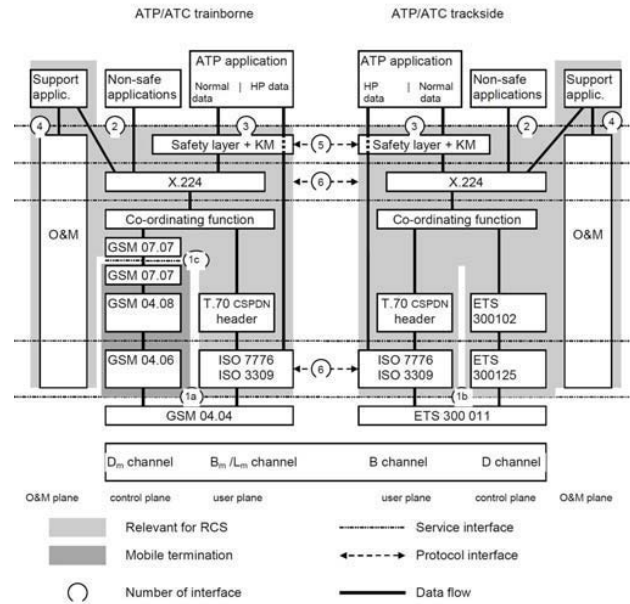 ATP/ATC trainborne
ATP/ATC trackside
Support applic.
Non-safe applications
ATP application
Normal data | HP data
ATP application
HP data | Normal data
Non-safe applications
Support applic.
4
2
3
3
2
4
Safety layer + KM
5
Safety layer + KM
X.224
6
X.224
O&M
Co-ordinating function
Co-ordinating function
O&M
GSM 07.07
1c
GSM 07.07
GSM 04.08
T.70 CSPDN header
T.70 CSPDN header
ETS 300102
GSM 04.06
ISO 7776
ISO 3309
6
ISO 7776
ISO 3309
ETS 300125
1a
1b
GSM 04.04
ETS 300 011
Dm channel
Bm /Lm channel
B channel
D channel
O&M plane
control plane
user plane
user plane
control plane
O&M plane
Relevant for RCS
Service interface
Mobile termination
Protocol interface
Number of interface
Data flow